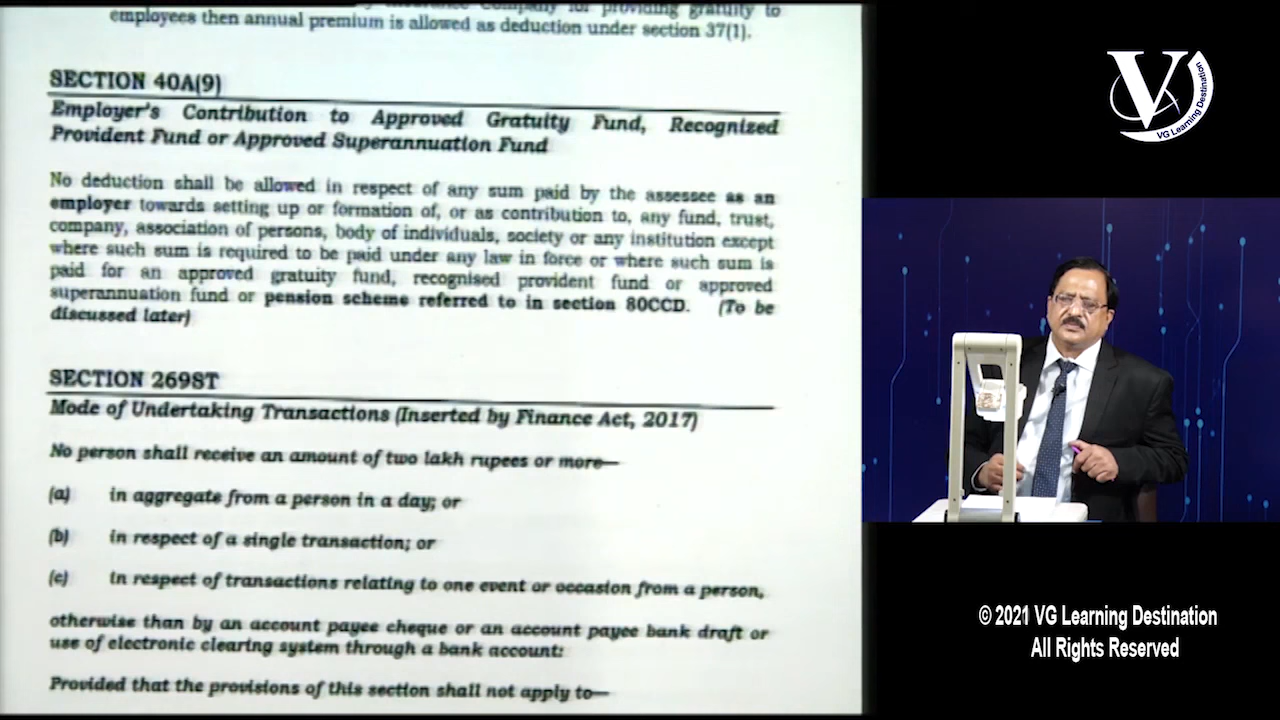 Insurance Company for providing gratuity to
employees then annual premium is allowed as deduction under section 37(1).
SECTION 40A(9)
Employer's Contribution to Approved Gratuity Fund, Recognized
Provident Fund or Approved Superannuation Fund
No deduction shall be allowed in respect of any sum paid by the assessee as an
employer towards setting up or formation of, or as contribution to, any fund, trust,
company, association of persons, body of individuals, society or any institution except
where such sum is required to be paid under any law in force or where such sum is
paid for an approved gratuity fund, recognised provident fund or approved
superannuation fund or pension scheme referred to in section 80CCD. (To be
discussed later)
SECTION 269ST
Mode of Undertaking Transactions (Inserted by Finance Act, 2017)
No person shall receive an amount of two lakh rupees or more—
(a) in aggregate from a person in a day; or
(b) in respect of a single transaction; or
(c) in respect of transactions relating to one event or occasion from a person,
otherwise than by an account payee cheque or an account payee bank draft or
use of electronic clearing system through a bank account:
Provided that the provisions of this section shall not apply to—
V
VG Learning Destination
© 2021 VG Learning Destination
All Rights Reserved